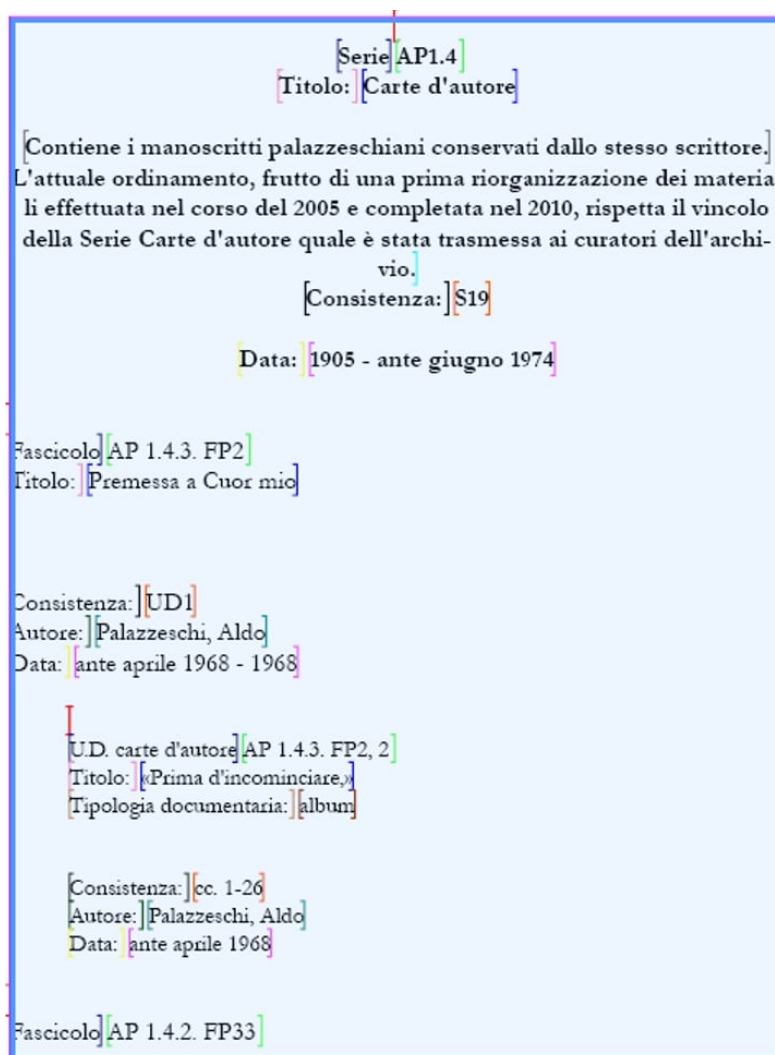 Serie AP1.4
Titolo: Carte d'autore
Contiene i manoscritti palazzeschiani conservati dallo stesso scrittore.
L'attuale ordinamento, frutto di una prima riorganizzazione dei materia
li effettuata nel corso del 2005 e completata nel 2010, rispetta il vincolo
della Serie Carte d'autore quale è stata trasmessa ai curatori dell'archi-
vio.
Consistenza: S19
Data: 1905 - ante giugno 1974
Fascicolo AP 1.4.3. FP2
Titolo: Premessa a Cuor mio
Consistenza: UD1
Autore: Palazzeschi, Aldo
Data: ante aprile 1968 - 1968
U.D. carte d'autore AP 1.4.3. FP2, 2
Titolo: «Prima d'incominciare,»
Tipologia documentaria: album
Consistenza: cc. 1-26
Autore: Palazzeschi, Aldo
Data: ante aprile 1968
Fascicolo AP 1.4.2. FP33